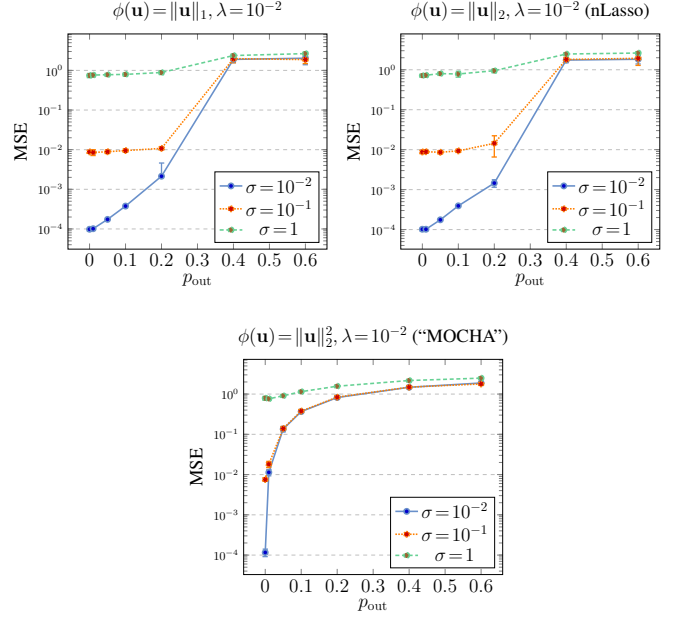 ϕ(u) = ‖u‖₁, λ = 10⁻²
10⁰
10⁻¹
10⁻²
10⁻³
10⁻⁴
MSE
σ = 10⁻²
σ = 10⁻¹
σ = 1
0 0.1 0.2 0.3 0.4 0.5 0.6
p_out
ϕ(u) = ‖u‖₂, λ = 10⁻² (nLasso)
10⁰
10⁻¹
10⁻²
10⁻³
10⁻⁴
MSE
σ = 10⁻²
σ = 10⁻¹
σ = 1
0 0.1 0.2 0.3 0.4 0.5 0.6
p_out
ϕ(u) = ‖u‖₂², λ = 10⁻² (“MOCHA”)
10⁰
10⁻¹
10⁻²
10⁻³
10⁻⁴
MSE
σ = 10⁻²
σ = 10⁻¹
σ = 1
0 0.1 0.2 0.3 0.4 0.5 0.6
p_out